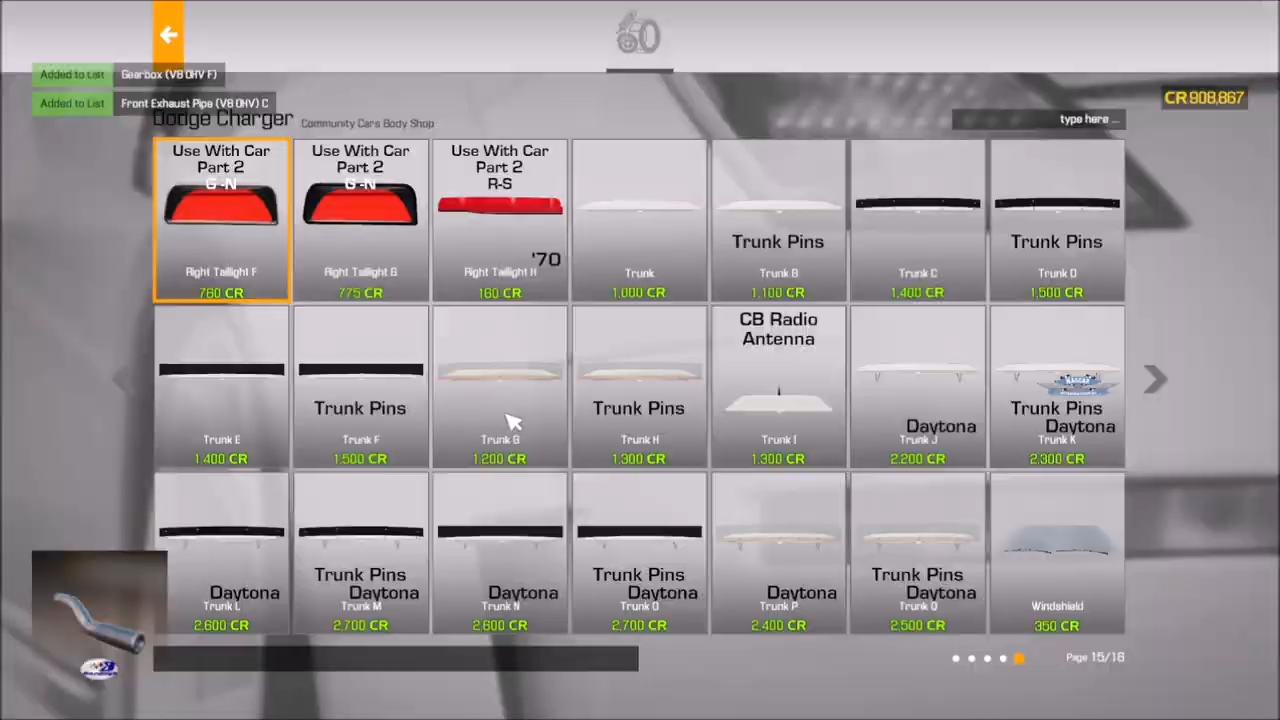 Added to List Gearbox (V8 OHV F)
Added to List Front Exhaust Pipe (V8 OHV) C
CR 908,867
Dodge Charger Community Cars Body Shop
type here ...
Use With Car
Part 2
G-N
Right Taillight F
760 CR
Use With Car
Part 2
G-N
Right Taillight G
775 CR
Use With Car
Part 2
R-S
'70
Right Taillight H
160 CR
Trunk
1,000 CR
Trunk Pins
Trunk B
1,100 CR
Trunk C
1,400 CR
Trunk Pins
Trunk D
1,500 CR
Trunk E
1,400 CR
Trunk Pins
Trunk F
1,500 CR
Trunk G
1,200 CR
Trunk Pins
Trunk H
1,300 CR
CB Radio
Antenna
Trunk I
1,300 CR
Daytona
Trunk J
2,200 CR
NASCAR
Trunk Pins
Daytona
Trunk K
2,300 CR
Daytona
Trunk L
2,600 CR
Trunk Pins
Daytona
Trunk M
2,700 CR
Daytona
Trunk N
2,600 CR
Trunk Pins
Daytona
Trunk O
2,700 CR
Daytona
Trunk P
2,400 CR
Trunk Pins
Daytona
Trunk Q
2,500 CR
Windshield
350 CR
Page 15/16